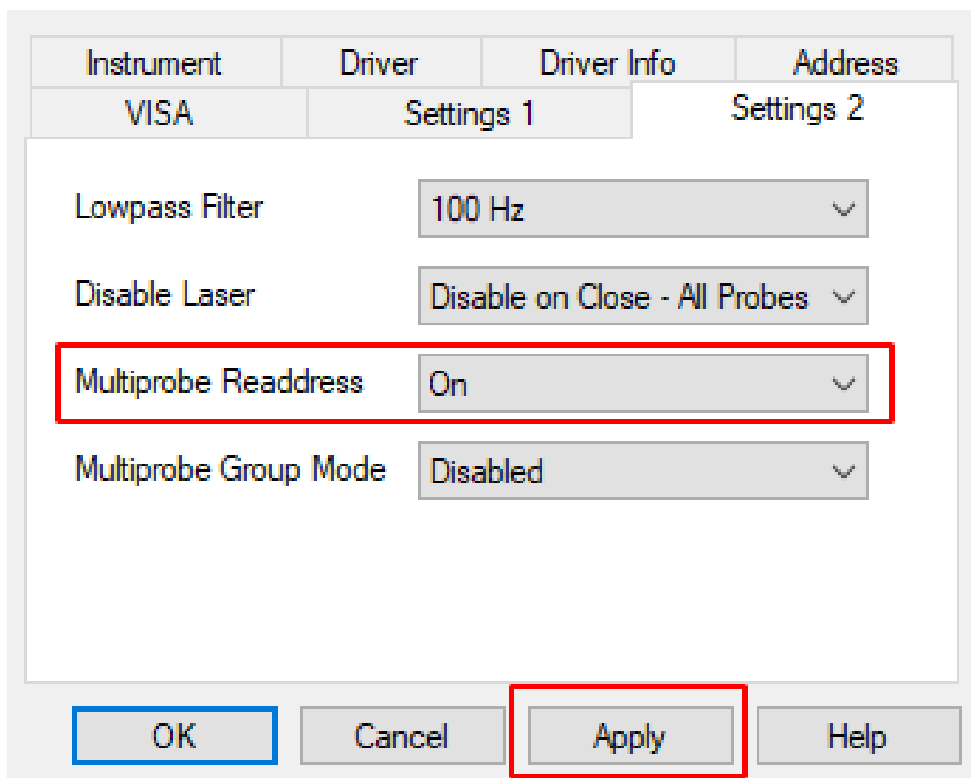 Instrument Driver Driver Info Address
VISA Settings 1 Settings 2
Lowpass Filter 100 Hz
Disable Laser Disable on Close - All Probes
Multiprobe Readdress On
Multiprobe Group Mode Disabled
OK Cancel Apply Help